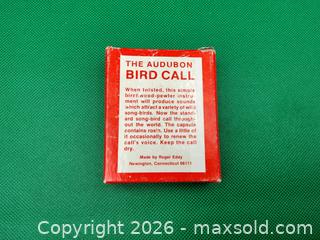 THE AUDUBON
BIRD CALL
When twisted, this simple
birch-wood-pewter instru-
ment will produce sounds
which attract a variety of wild
song-birds. Now the stand-
ard song-bird call through-
out the world. The capsule
contains rosin. Use a little of
it occasionally to renew the
call's voice. Keep the call
dry.
Made by Roger Eddy
Newington, Connecticut 06111
Copyright 2026 - maxsold.com